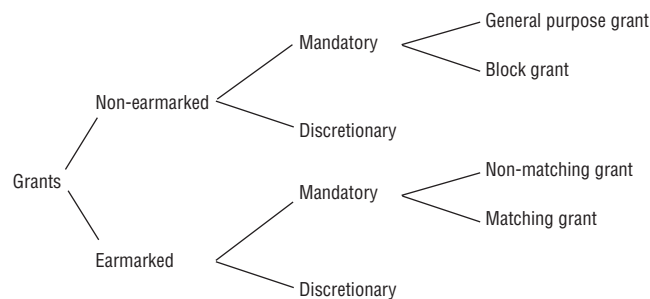 General purpose grant
Mandatory
Block grant
Non-earmarked
Discretionary
Non-matching grant
Grants
Mandatory
Matching grant
Earmarked
Discretionary